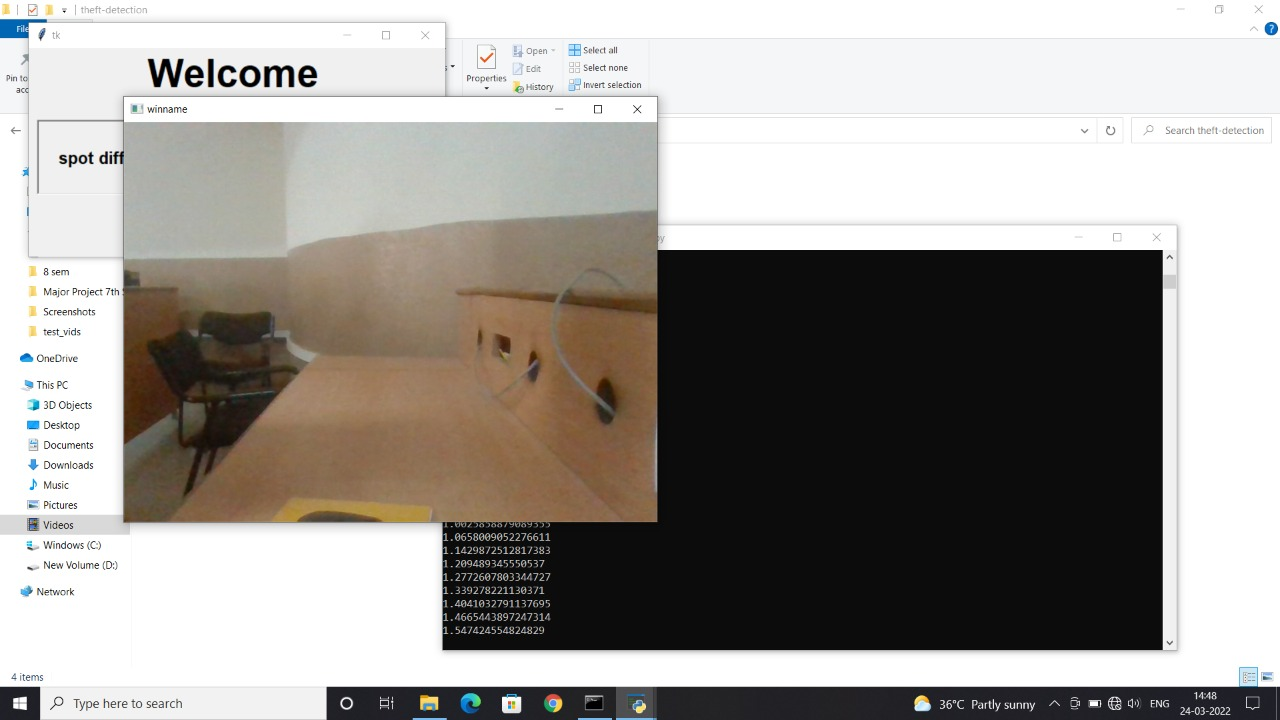 theft-detection
File
tk
Welcome
Pin to
acc
Properties
Open
Edit
History
Select all
Select none
Invert selection
winname
spot diff
Search theft-detection
py
8 sem
Major Project 7th
Screenshots
test_vids
OneDrive
This PC
3D Objects
Desktop
Documents
Downloads
Music
Pictures
Videos
Windows (C:)
New Volume (D:)
Network
1.0025858879089355
1.0658009052276611
1.1429872512817383
1.209489345550537
1.2772607803344727
1.339278221130371
1.4041032791137695
1.4665443897247314
1.547424554824829
4 items
Type here to search
36°C Partly sunny
ENG
14:48
24-03-2022